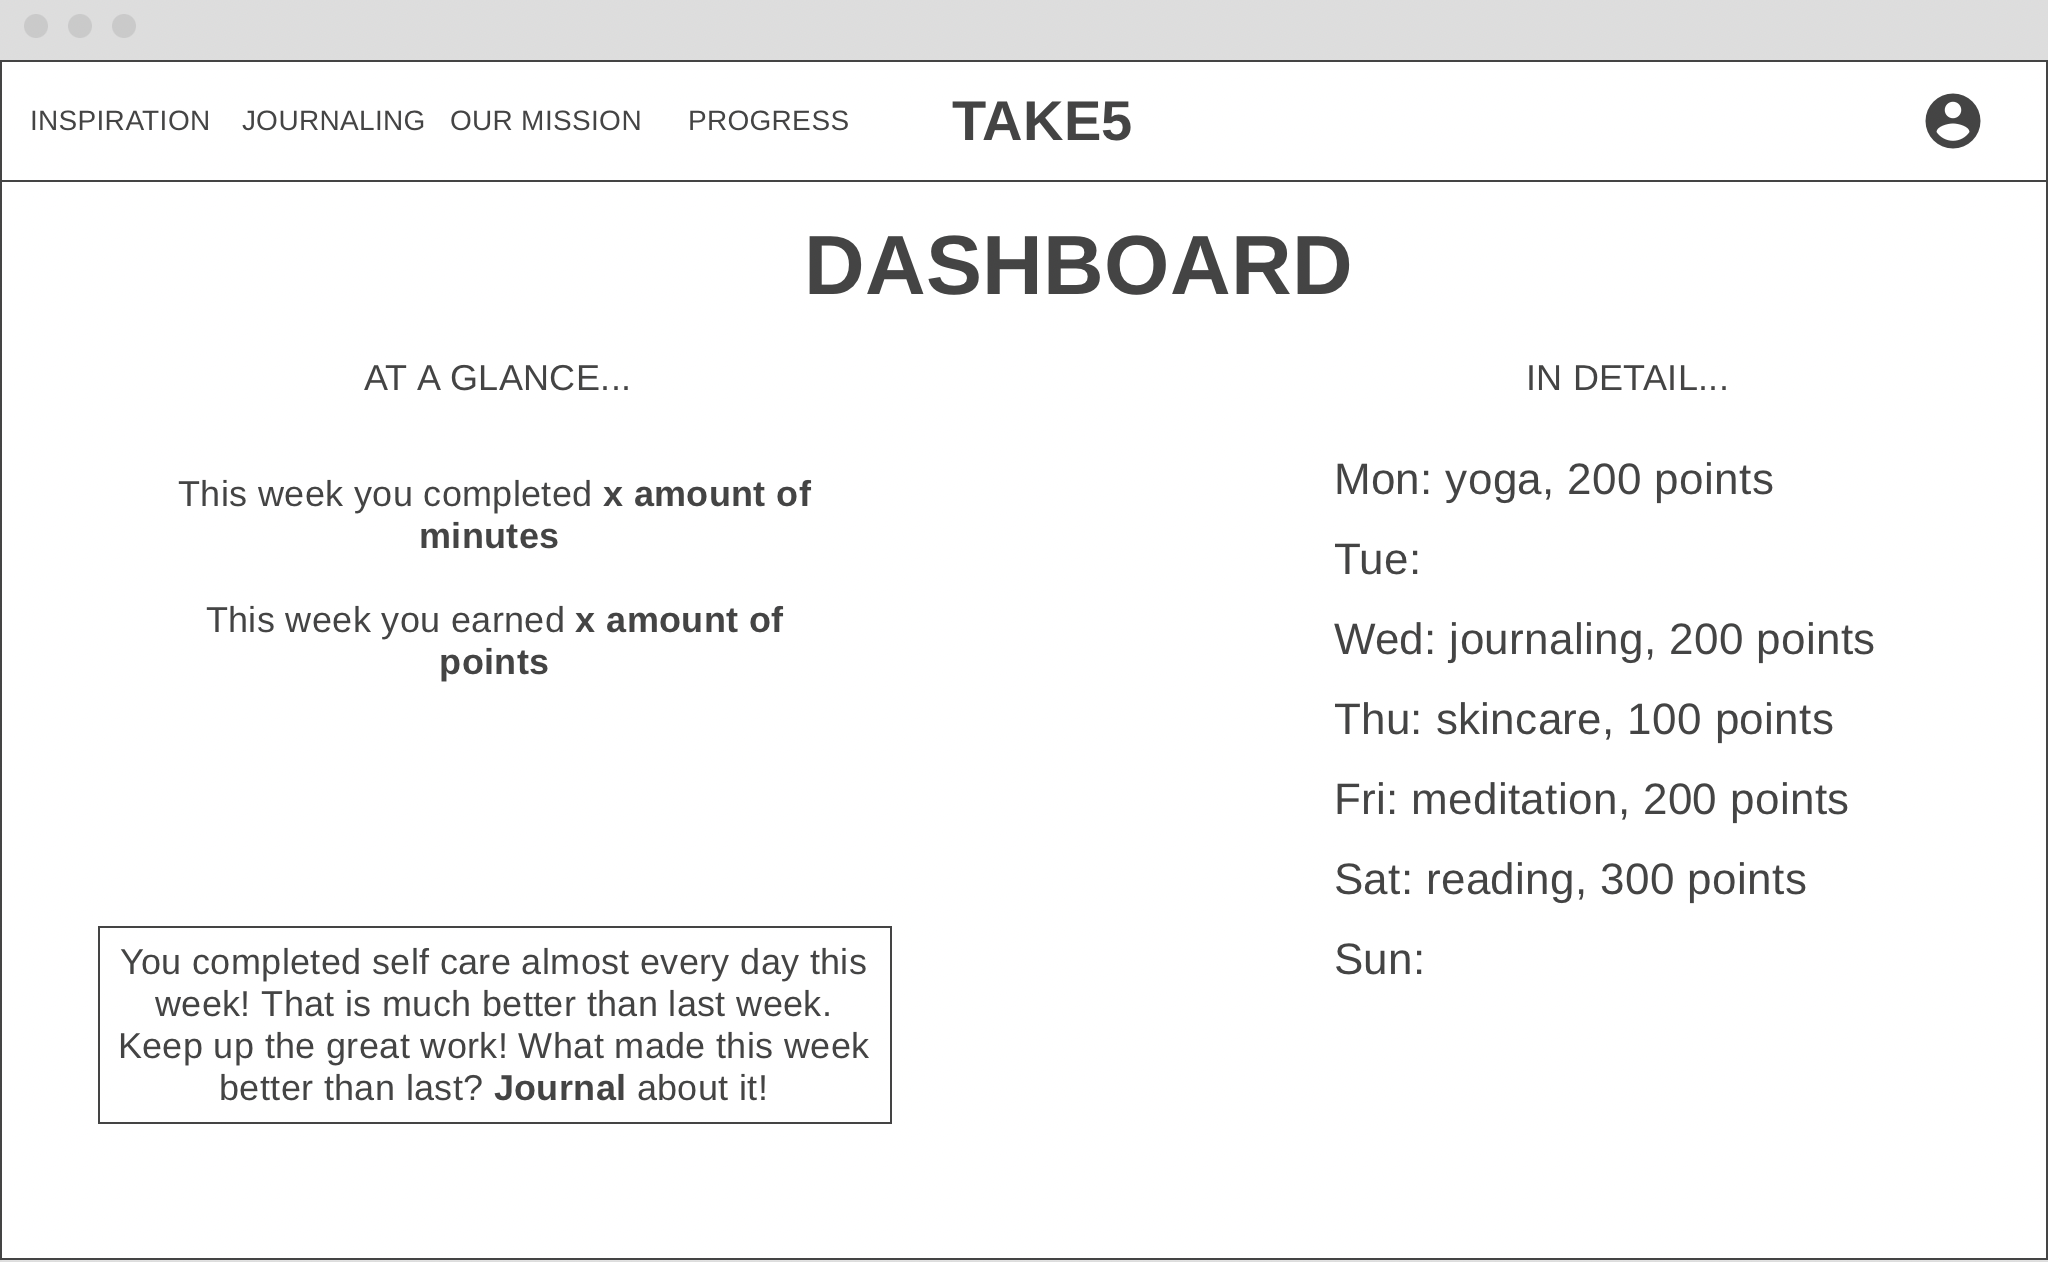 INSPIRATION JOURNALING OUR MISSION PROGRESS TAKE5
DASHBOARD
AT A GLANCE...
This week you completed x amount of
minutes
This week you earned x amount of
points
You completed self care almost every day this
week! That is much better than last week.
Keep up the great work! What made this week
better than last? Journal about it!
IN DETAIL...
Mon: yoga, 200 points
Tue:
Wed: journaling, 200 points
Thu: skincare, 100 points
Fri: meditation, 200 points
Sat: reading, 300 points
Sun: